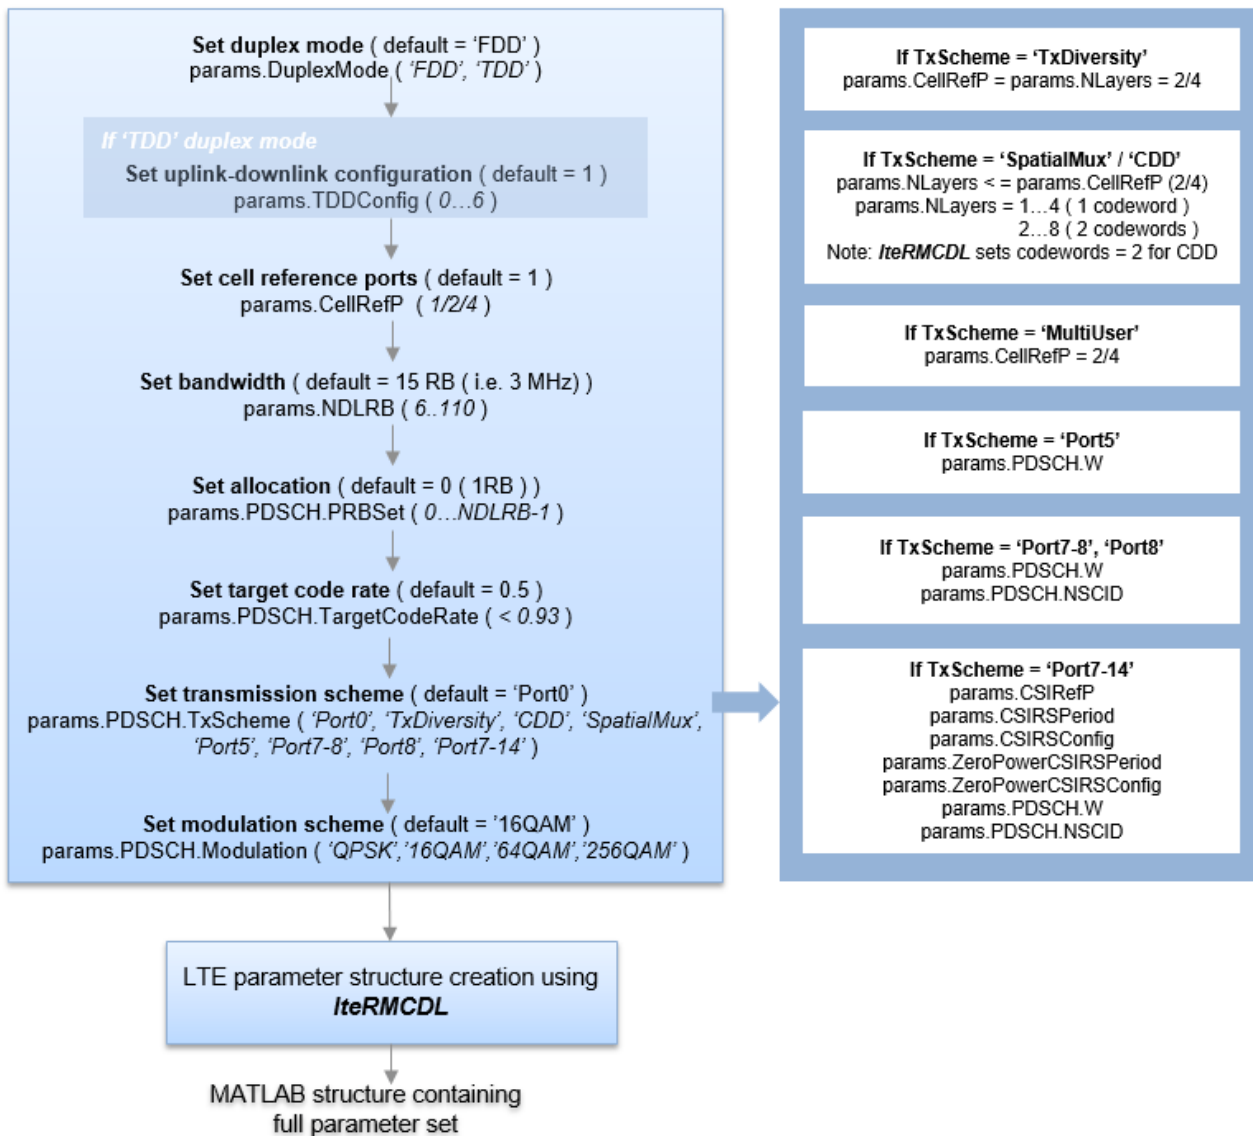 Set duplex mode ( default = ‘FDD’ )
params.DuplexMode ( ‘FDD’, ‘TDD’ )
If ‘TDD’ duplex mode
Set uplink-downlink configuration ( default = 1 )
params.TDDConfig ( 0...6 )
Set cell reference ports ( default = 1 )
params.CellRefP ( 1/2/4 )
Set bandwidth ( default = 15 RB ( i.e. 3 MHz) )
params.NDLRB ( 6..110 )
Set allocation ( default = 0 ( 1RB ) )
params.PDSCH.PRBSet ( 0...NDLRB-1 )
Set target code rate ( default = 0.5 )
params.PDSCH.TargetCodeRate ( < 0.93 )
Set transmission scheme ( default = ‘Port0’ )
params.PDSCH.TxScheme ( ‘Port0’, ‘TxDiversity’, ‘CDD’, ‘SpatialMux’,
‘Port5’, ‘Port7-8’, ‘Port8’, ‘Port7-14’ )
Set modulation scheme ( default = ’16QAM’ )
params.PDSCH.Modulation ( ‘QPSK’,’16QAM’,’64QAM’,’256QAM’ )
LTE parameter structure creation using
lteRMCDL
MATLAB structure containing
full parameter set
If TxScheme = ‘TxDiversity’
params.CellRefP = params.NLayers = 2/4
If TxScheme = ‘SpatialMux’ / ‘CDD’
params.NLayers < = params.CellRefP (2/4)
params.NLayers = 1...4 ( 1 codeword )
2...8 ( 2 codewords )
Note: lteRMCDL sets codewords = 2 for CDD
If TxScheme = ‘MultiUser’
params.CellRefP = 2/4
If TxScheme = ‘Port5’
params.PDSCH.W
If TxScheme = ‘Port7-8’, ‘Port8’
params.PDSCH.W
params.PDSCH.NSCID
If TxScheme = ‘Port7-14’
params.CSIRefP
params.CSIRSPeriod
params.CSIRSConfig
params.ZeroPowerCSIRSPeriod
params.ZeroPowerCSIRSConfig
params.PDSCH.W
params.PDSCH.NSCID